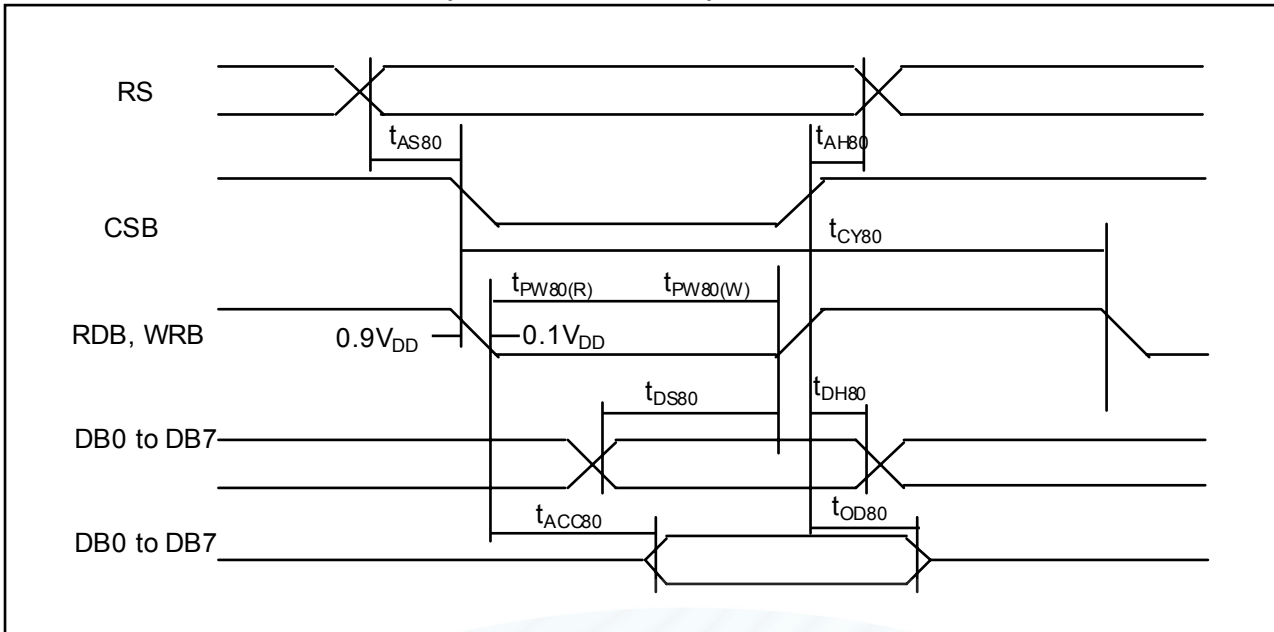 RS
tAS80
tAH80
CSB
tCY80
tPW80(R)
tPW80(W)
RDB, WRB
0.9VDD
0.1VDD
tDS80
tDH80
DB0 to DB7
tACC80
tOD80
DB0 to DB7